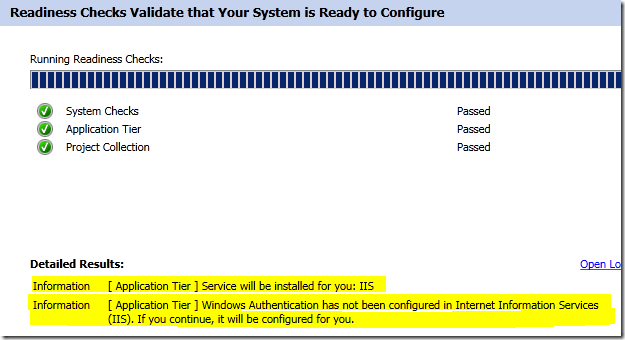 Readiness Checks Validate that Your System is Ready to Configure
Running Readiness Checks:
System Checks Passed
Application Tier Passed
Project Collection Passed
Detailed Results: Open Lo
Information [ Application Tier ] Service will be installed for you: IIS
Information [ Application Tier ] Windows Authentication has not been configured in Internet Information Services
(IIS). If you continue, it will be configured for you.